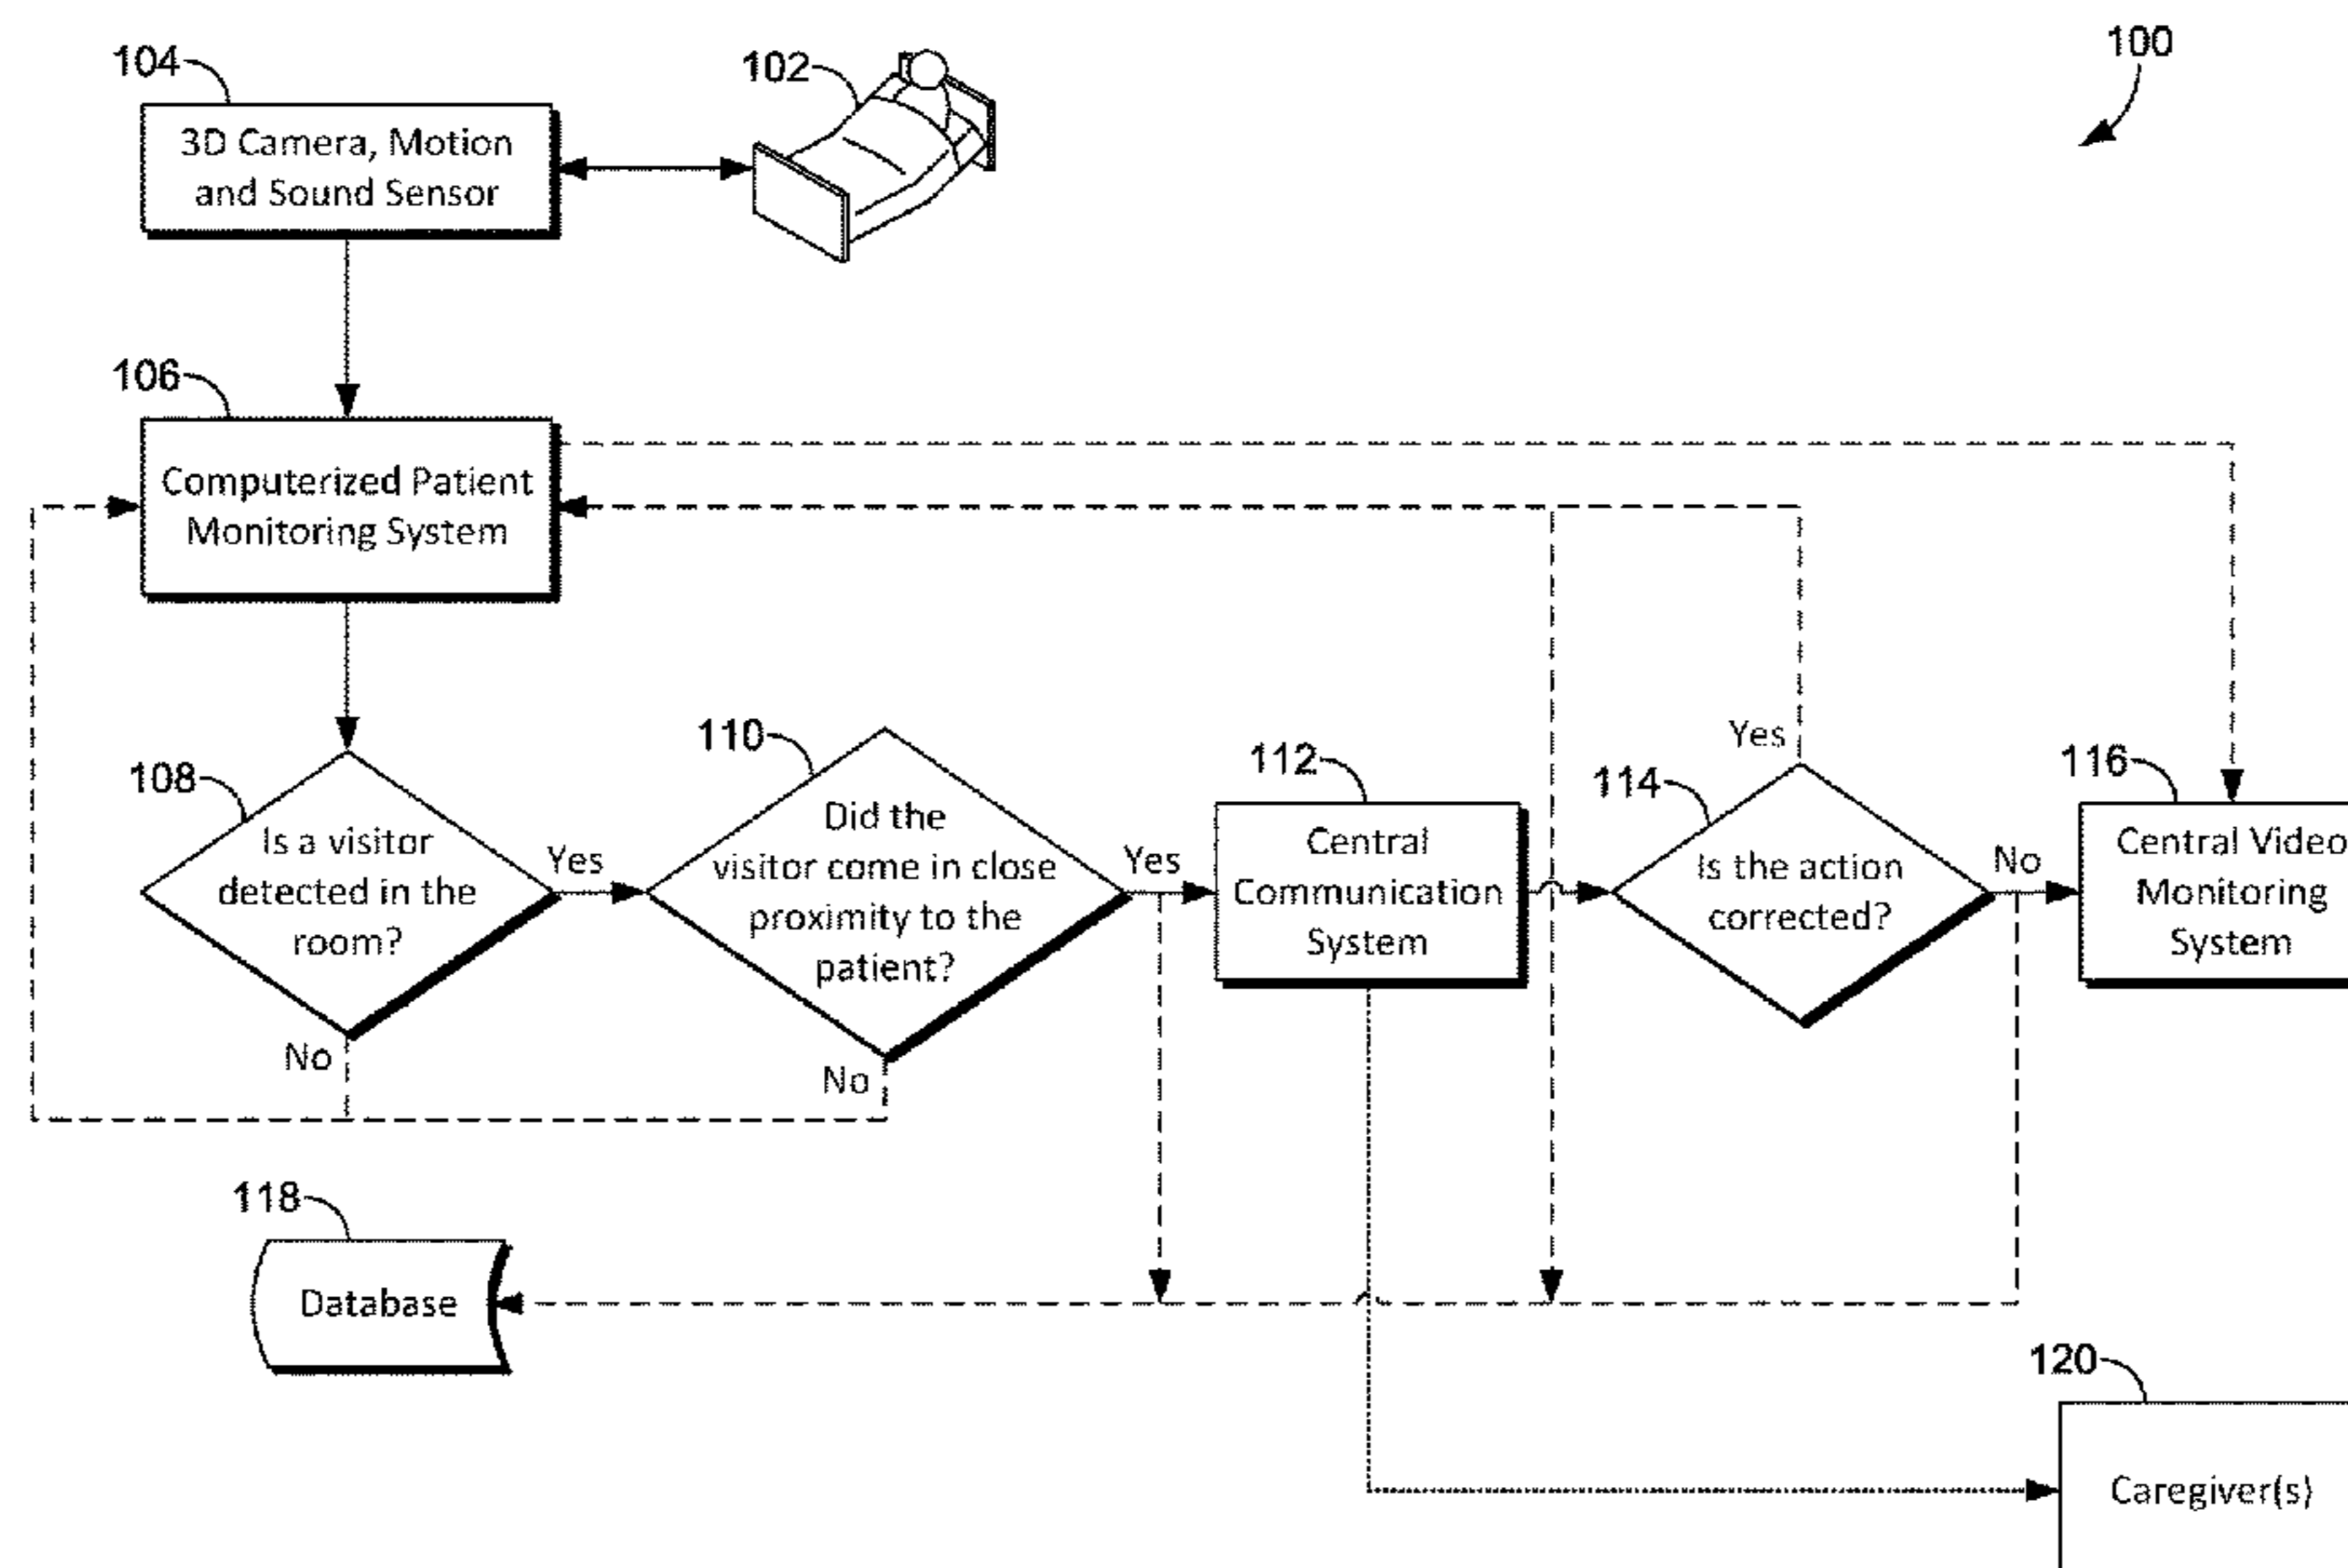 104
102
100
3D Camera, Motion
and Sound Sensor
106
Computerized Patient
Monitoring System
108
Is a visitor
detected in the
room?
Yes
No
110
Did the
visitor come in close
proximity to the
patient?
Yes
No
112
Central
Communication
System
114
Is the action
corrected?
Yes
No
116
Central Video
Monitoring
System
118
Database
120
Caregiver(s)